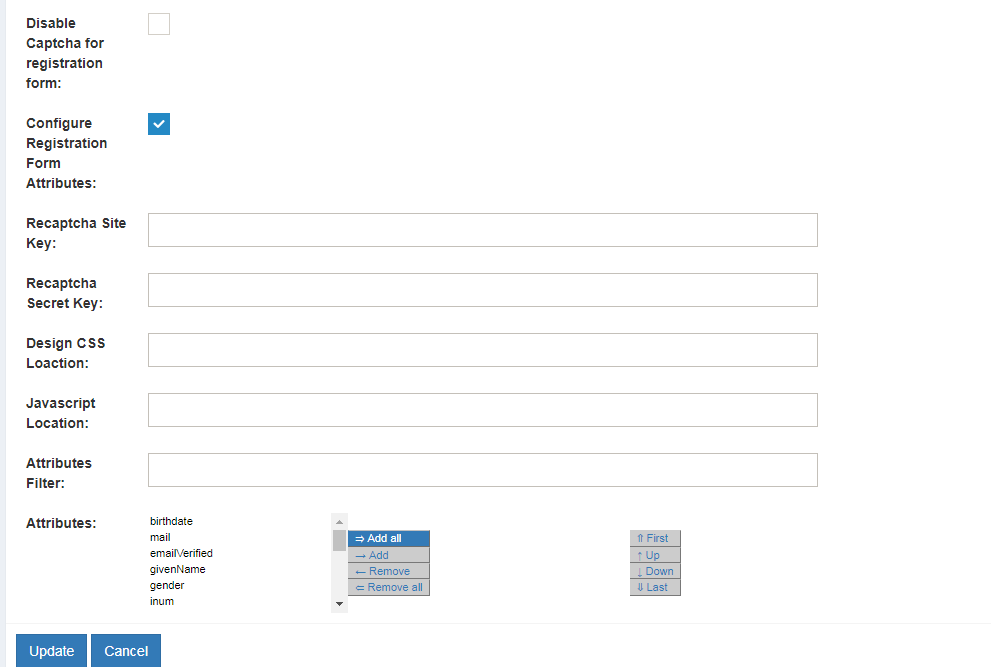 Disable
Captcha for
registration
form:
Configure
Registration
Form
Attributes:
Recaptcha Site
Key:
Recaptcha
Secret Key:
Design CSS
Loaction:
Javascript
Location:
Attributes
Filter:
Attributes:
birthdate
mail
emailVerified
givenName
gender
inum
⇒ Add all
→ Add
← Remove
⇐ Remove all
⇑ First
↑ Up
↓ Down
⇓ Last
Update Cancel